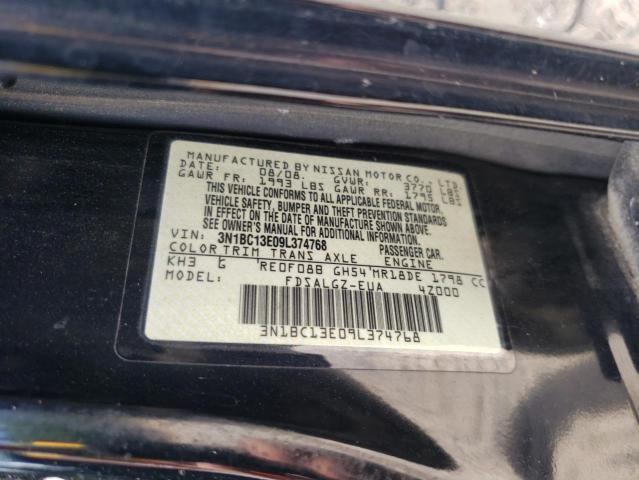 MANUFACTURED BY NISSAN MOTOR CO., LTD.
DATE: 08/08. GVWR: 3770 LBS
GAWR FR: 1993 LBS GAWR RR: 1795 LBS
THIS VEHICLE CONFORMS TO ALL APPLICABLE FEDERAL MOTOR
VEHICLE SAFETY, BUMPER AND THEFT PREVENTION STANDARDS
IN EFFECT ON THE DATE OF MANUFACTURE SHOWN ABOVE.
SEE OWNER'S MANUAL FOR ADDITIONAL INFORMATION
VIN: 3N1BC13E09L374768 PASSENGER CAR.
COLOR TRIM TRANS AXLE ENGINE
KH3 G RE0F08B GH54 MR18DE 1798 CC
MODEL: FDSALGZ-EUA 4Z000
3N1BC13E09L374768